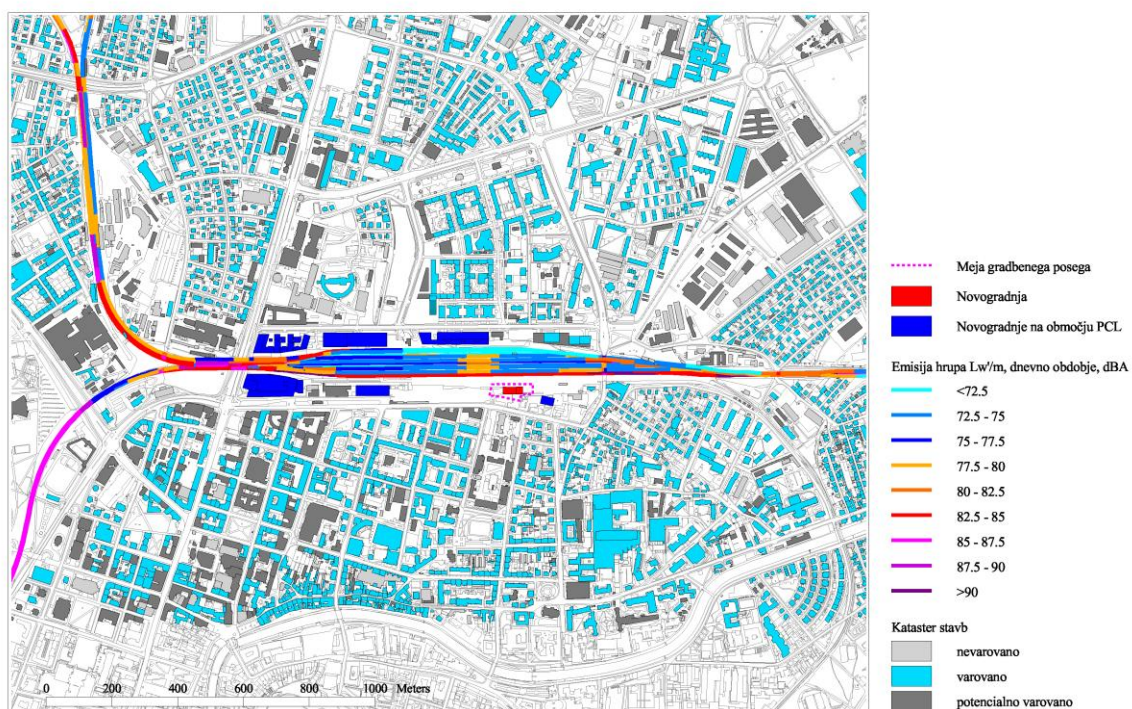 Meja gradbenega posega
Novogradnja
Novogradnje na območju PCL
Emisija hrupa Lw'/m, dnevno obdobje, dBA
<72.5
72.5 - 75
75 - 77.5
77.5 - 80
80 - 82.5
82.5 - 85
85 - 87.5
87.5 - 90
>90
Kataster stavb
nevarovano
varovano
potencialno varovano
0 200 400 600 800 1000 Meters